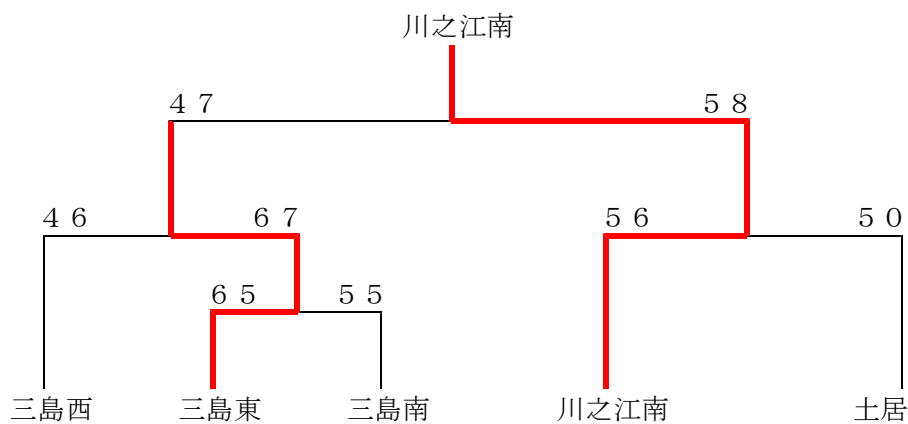 川之江南
４７ ５８
４６ ６７ ５６ ５０
６５ ５５
三島西 三島東 三島南 川之江南 土居